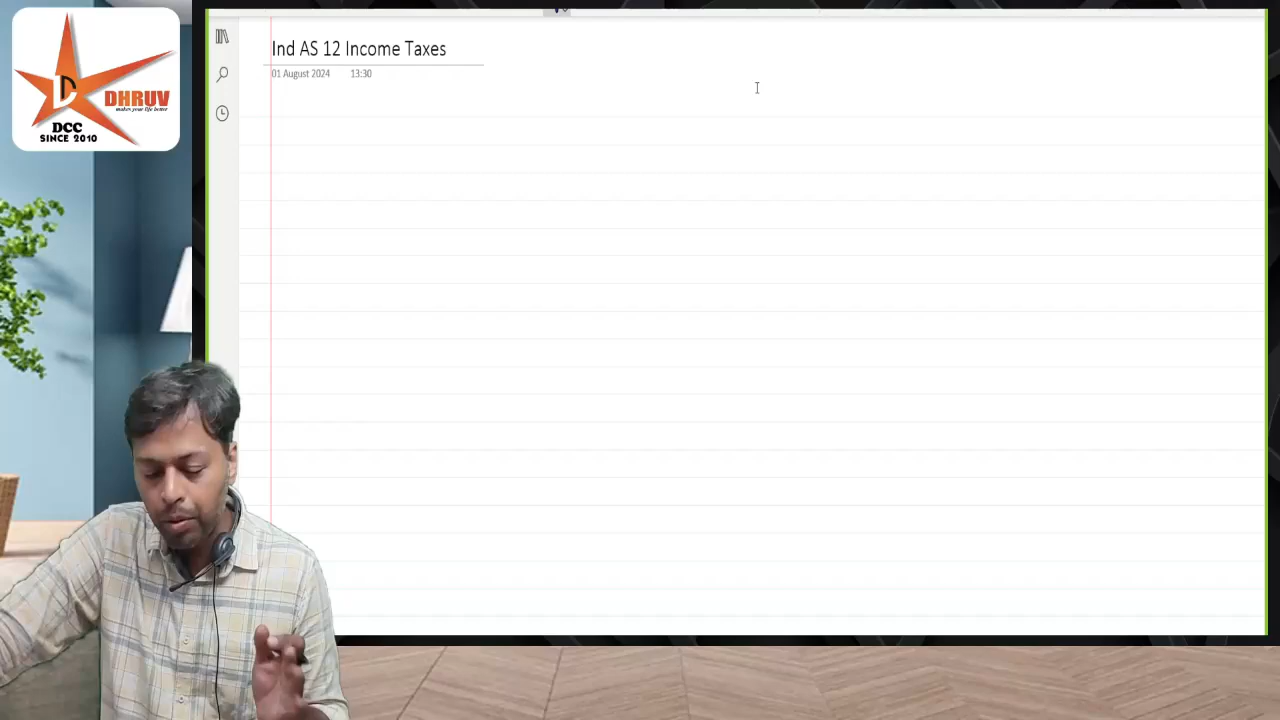 DHRUV
makes your life better
DCC
SINCE 2010
Ind AS 12 Income Taxes
01 August 2024 13:30